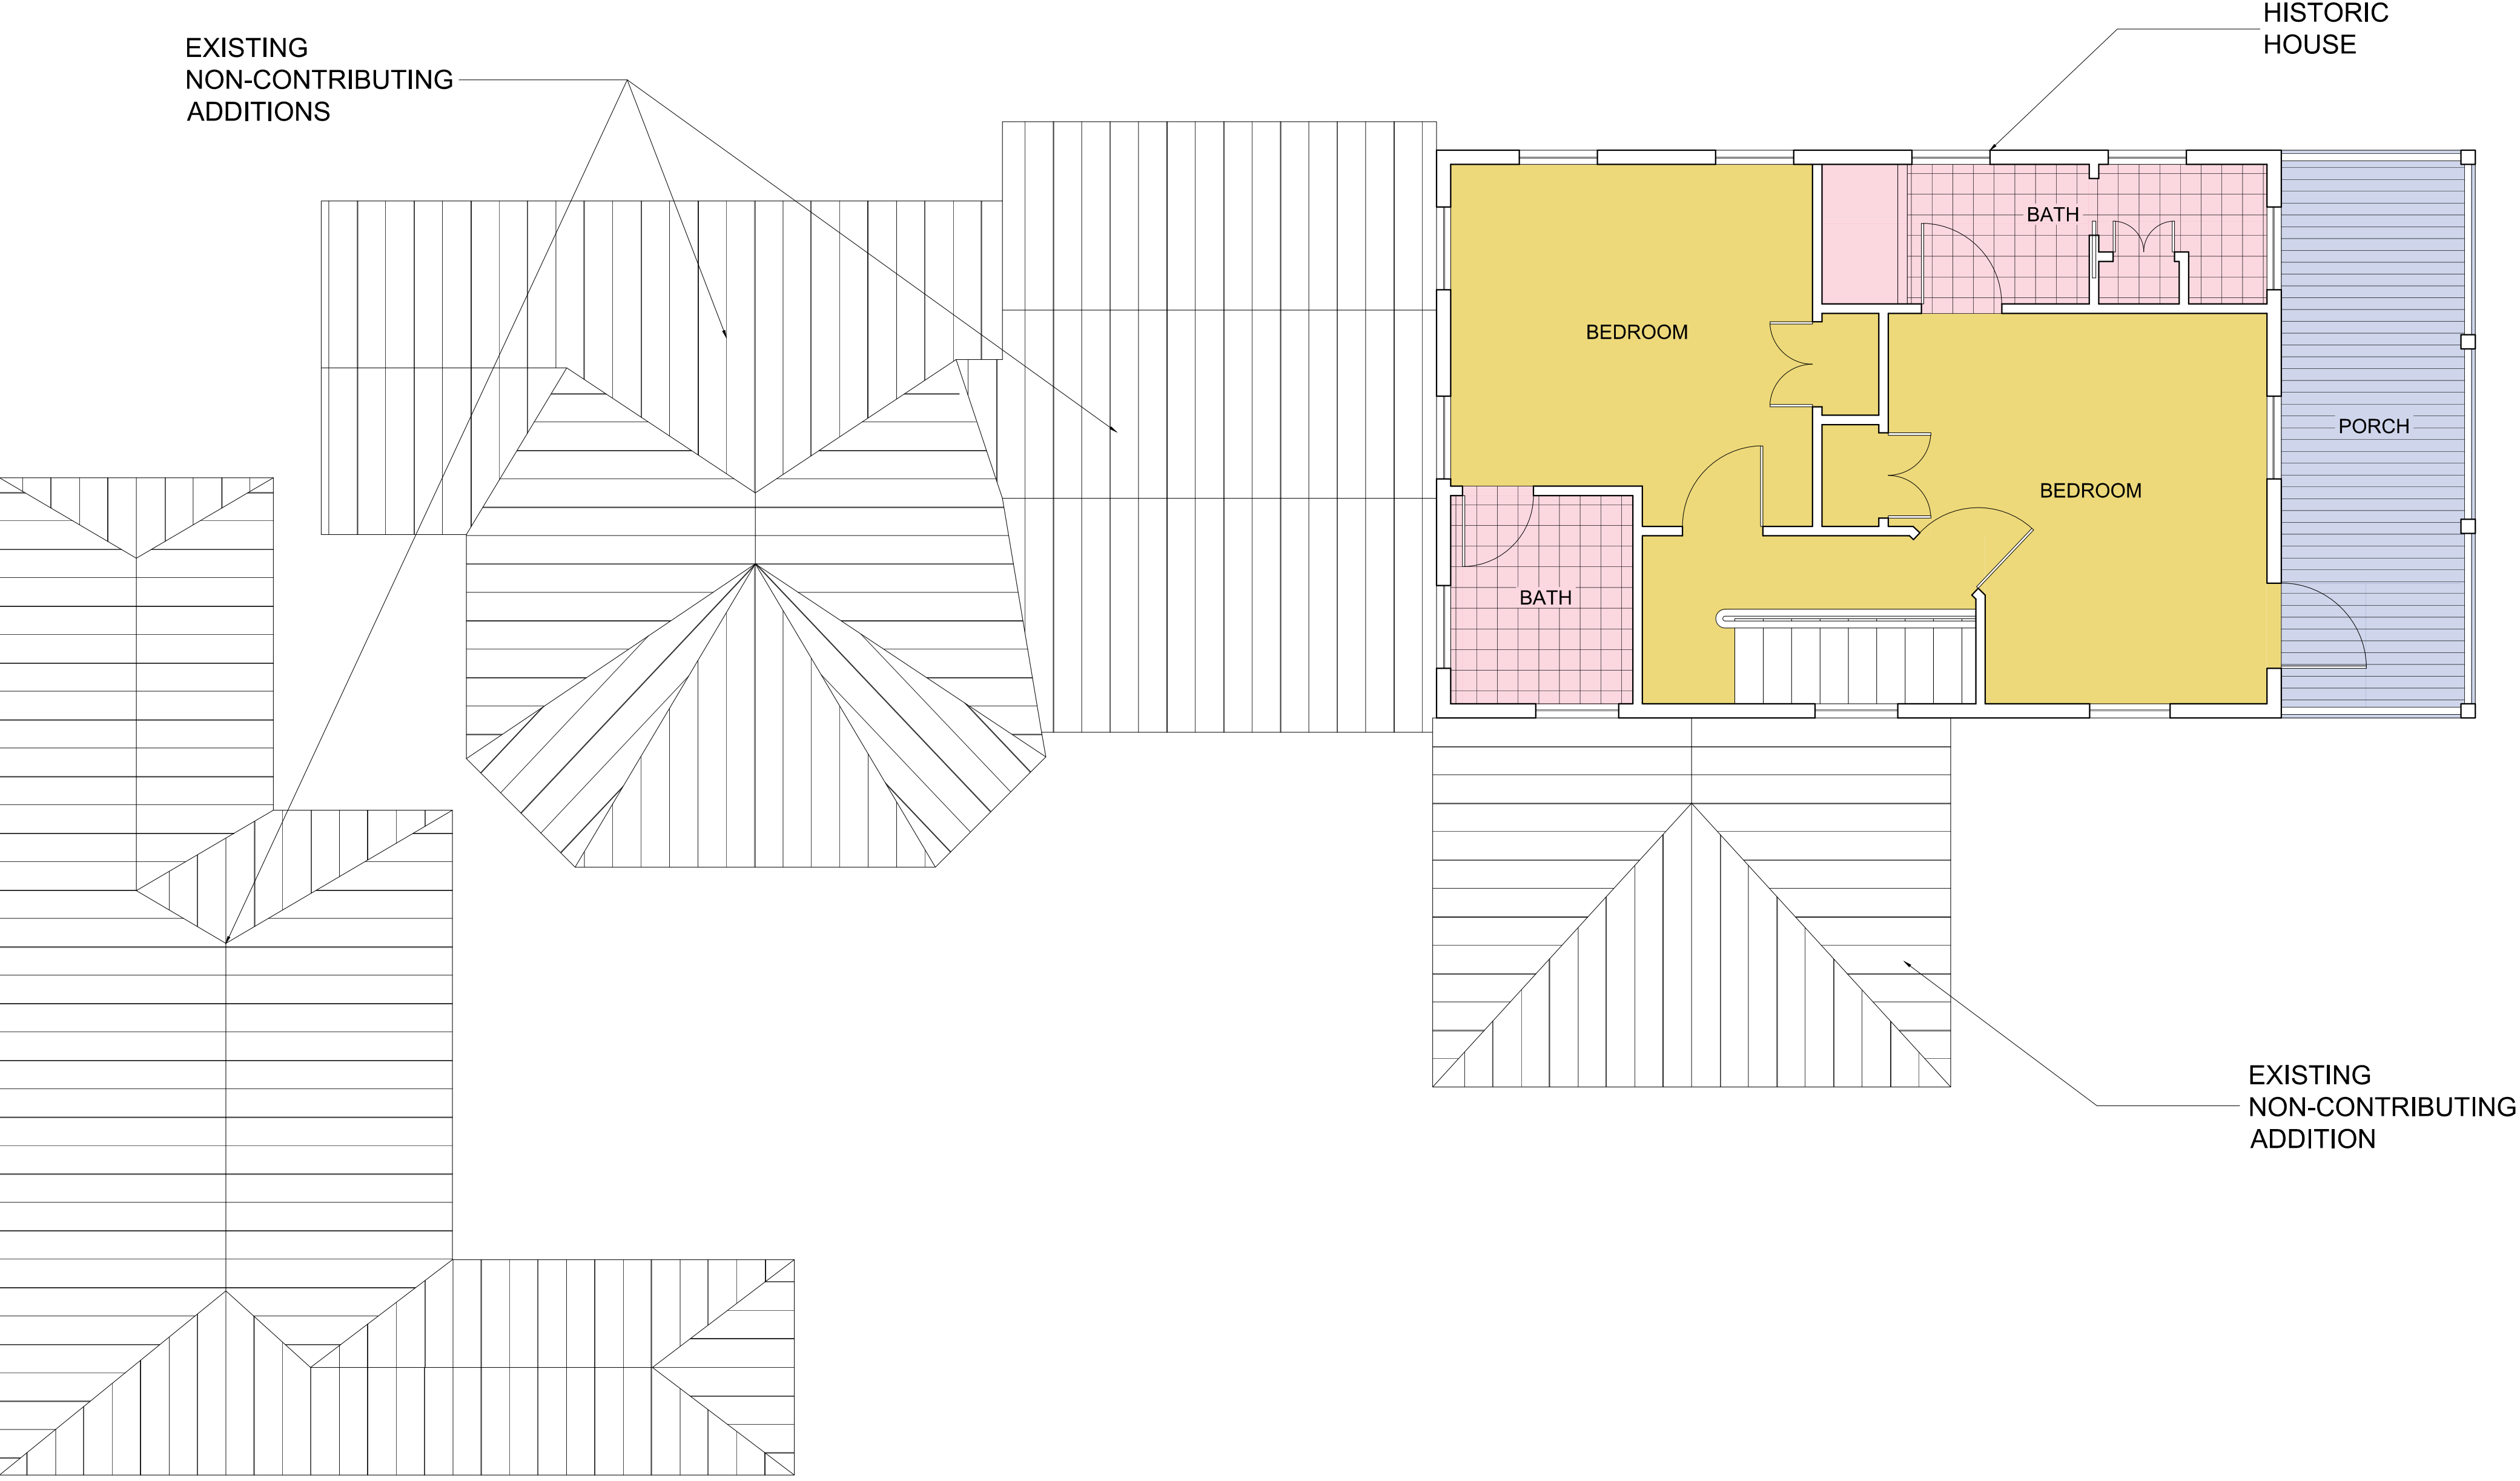 HISTORIC
HOUSE
EXISTING
NON-CONTRIBUTING
ADDITIONS
BATH
BEDROOM
PORCH
BEDROOM
BATH
EXISTING
NON-CONTRIBUTING
ADDITION